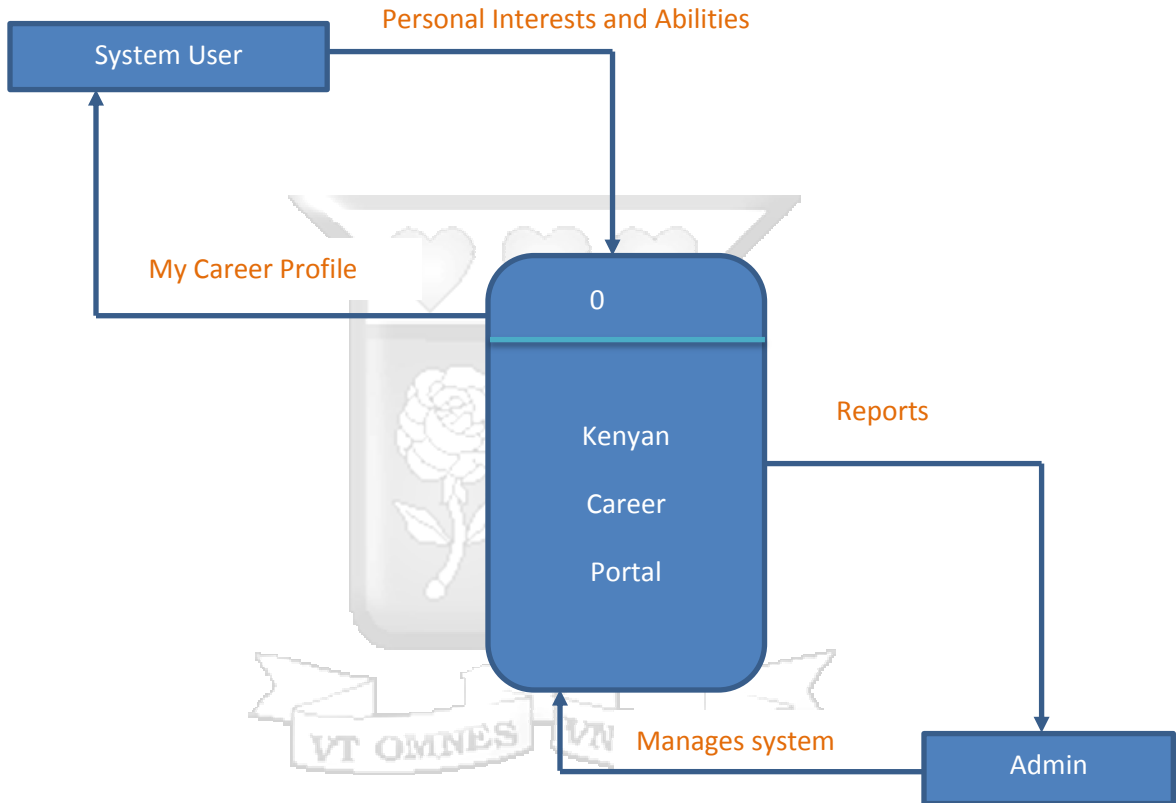 Personal Interests and Abilities
System User
My Career Profile
0
Kenyan
Career
Portal
Reports
VT OMNES VN
Manages system
Admin